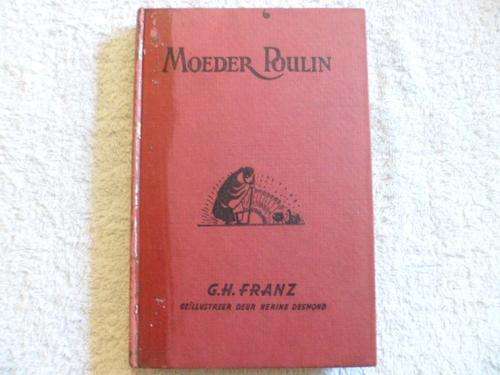 MOEDER POULIN
G.H. FRANZ
GEÏLLUSTREER DEUR NERINE DESMOND